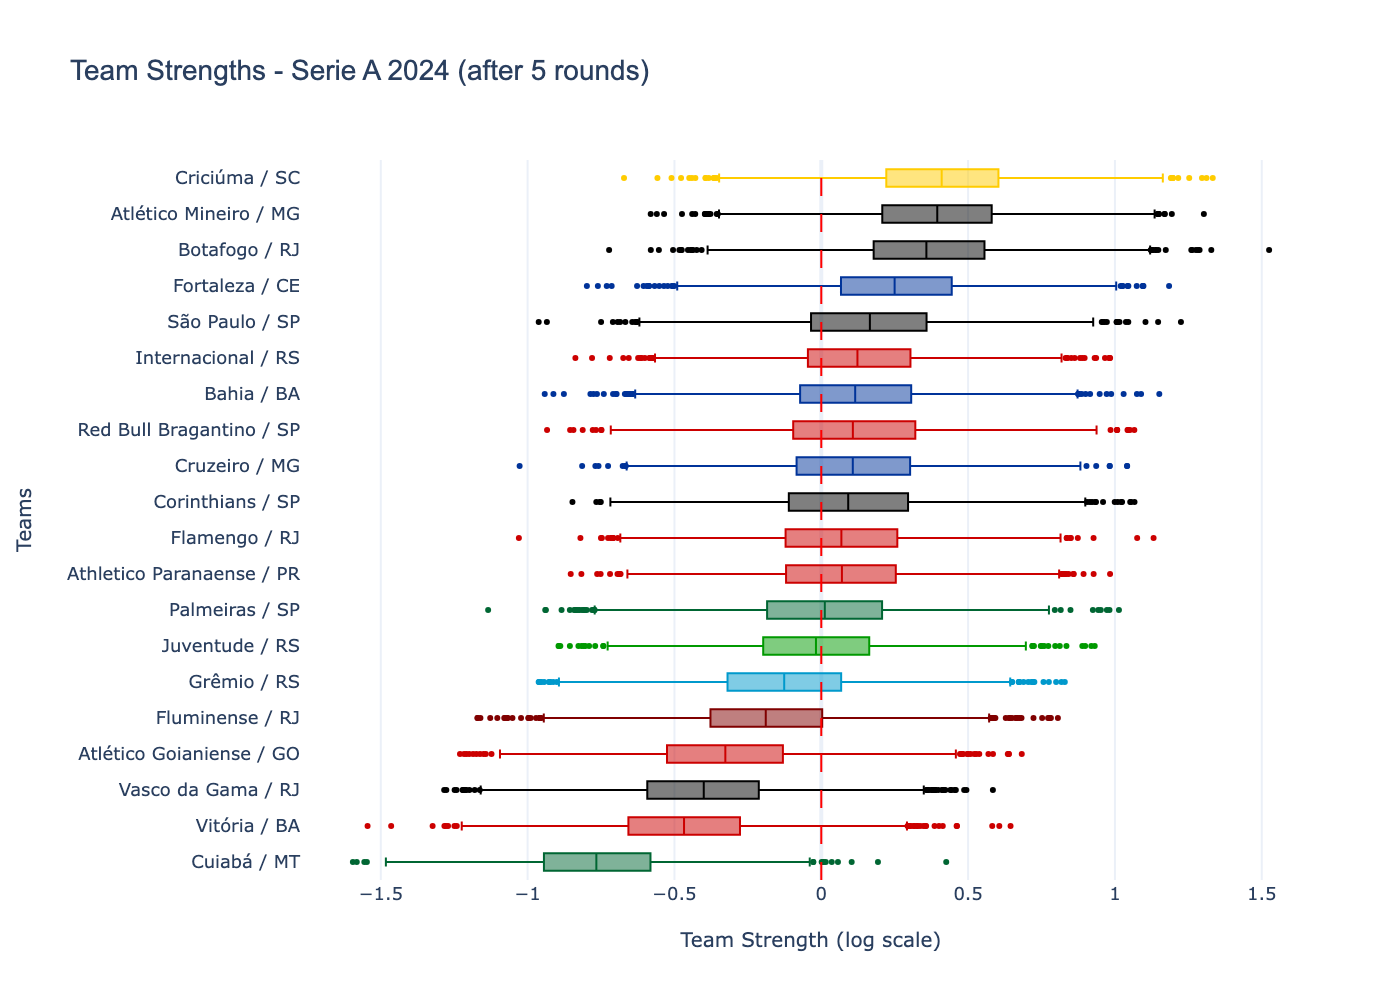 Team Strengths - Serie A 2024 (after 5 rounds)
Teams
Criciúma / SC
Atlético Mineiro / MG
Botafogo / RJ
Fortaleza / CE
São Paulo / SP
Internacional / RS
Bahia / BA
Red Bull Bragantino / SP
Cruzeiro / MG
Corinthians / SP
Flamengo / RJ
Athletico Paranaense / PR
Palmeiras / SP
Juventude / RS
Grêmio / RS
Fluminense / RJ
Atlético Goianiense / GO
Vasco da Gama / RJ
Vitória / BA
Cuiabá / MT
−1.5 −1 −0.5 0 0.5 1 1.5
Team Strength (log scale)